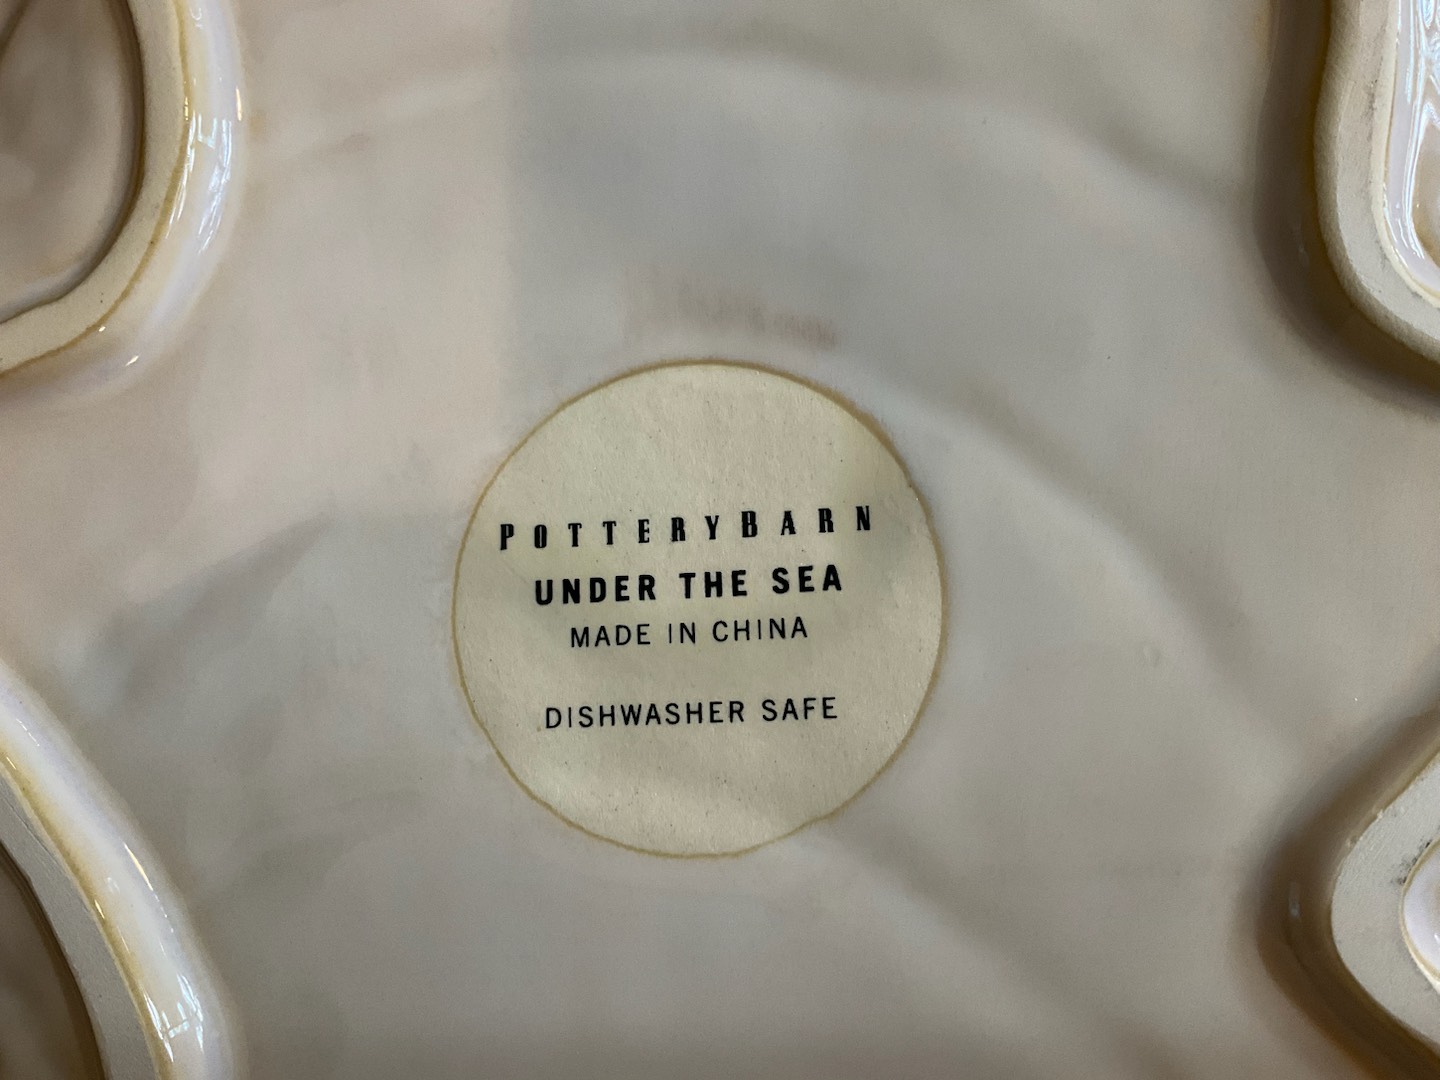 POTTERYBARN
UNDER THE SEA
MADE IN CHINA
DISHWASHER SAFE